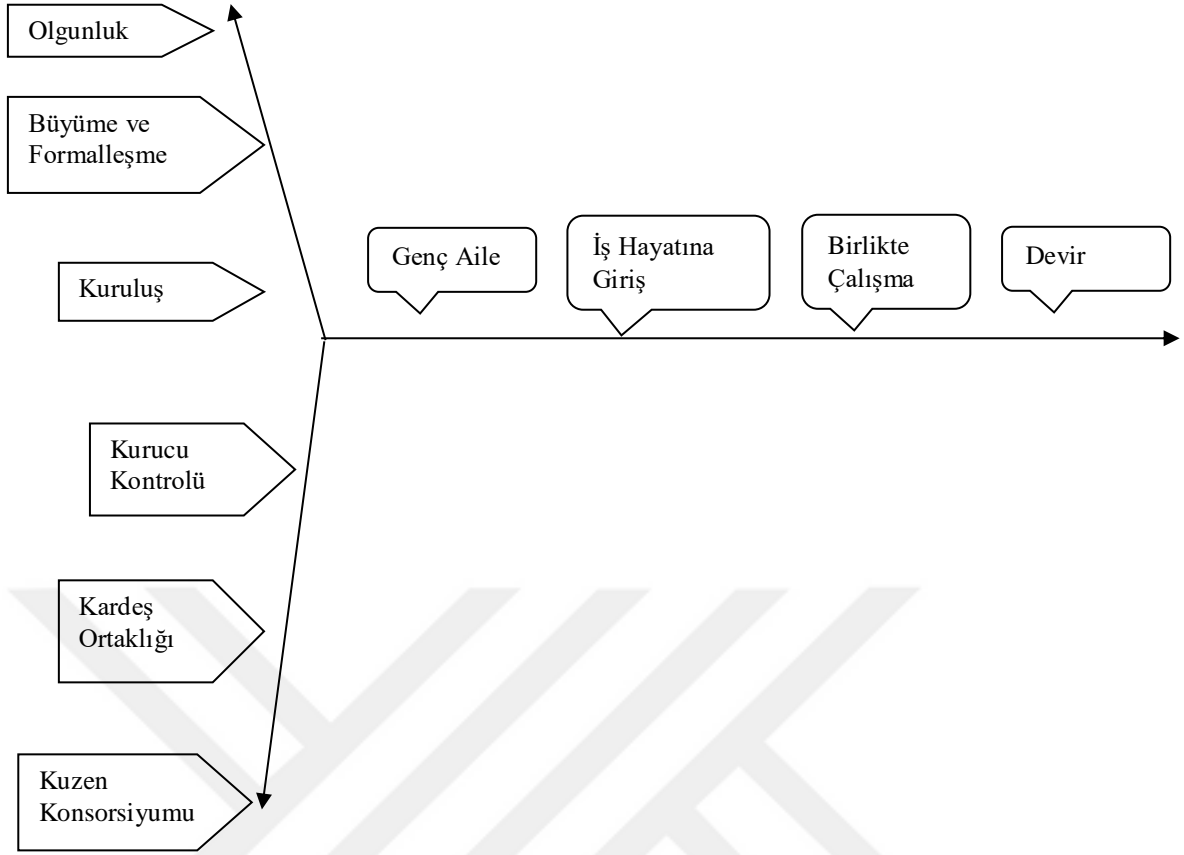 Olgunluk
Büyüme ve
Formalleşme
Kuruluş
Genç Aile
İş Hayatına
Giriş
Birlikte
Çalışma
Devir
Kurucu
Kontrolü
Kardeş
Ortaklığı
Kuzen
Konsorsiyumu